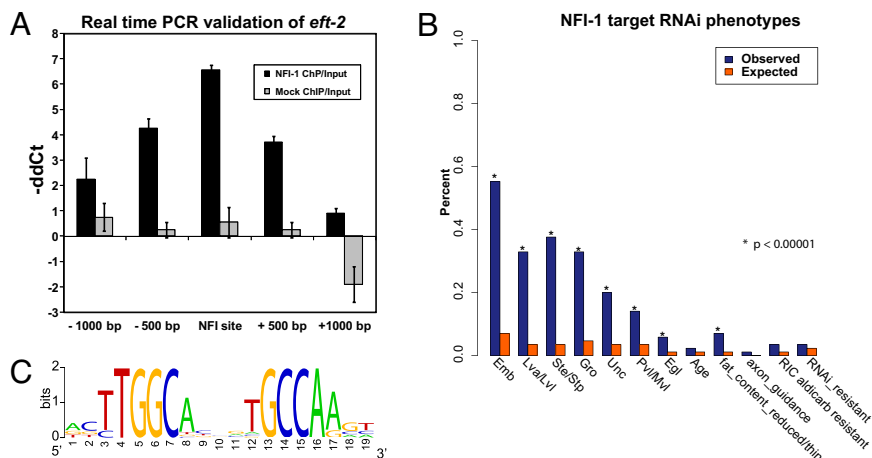 A
Real time PCR validation of eft-2
8
7
6
5
4
3
2
1
0
-1
-2
-3
-4
-ddCt
NFI-1 ChP/Input
Mock ChIP/Input
- 1000 bp
- 500 bp
NFI site
+ 500 bp
+1000 bp
B
NFI-1 target RNAi phenotypes
1.0
0.8
0.6
0.4
0.2
0.0
Percent
Observed
Expected
* p < 0.00001
*
*
*
*
*
*
*
*
*
Emb
Lva/Lvl
Ste/Stp
Gro
Unc
Pvl/Mvl
Egl
Age
fat_content_reduced/thin
axon_guidance
RIC aldicarb resistant
RNAi_resistant
C
2
1
0
bits
TTGGCA TGCCAA
5' 1 2 3 4 5 6 7 8 9 10 11 12 13 14 15 16 17 18 19 3'